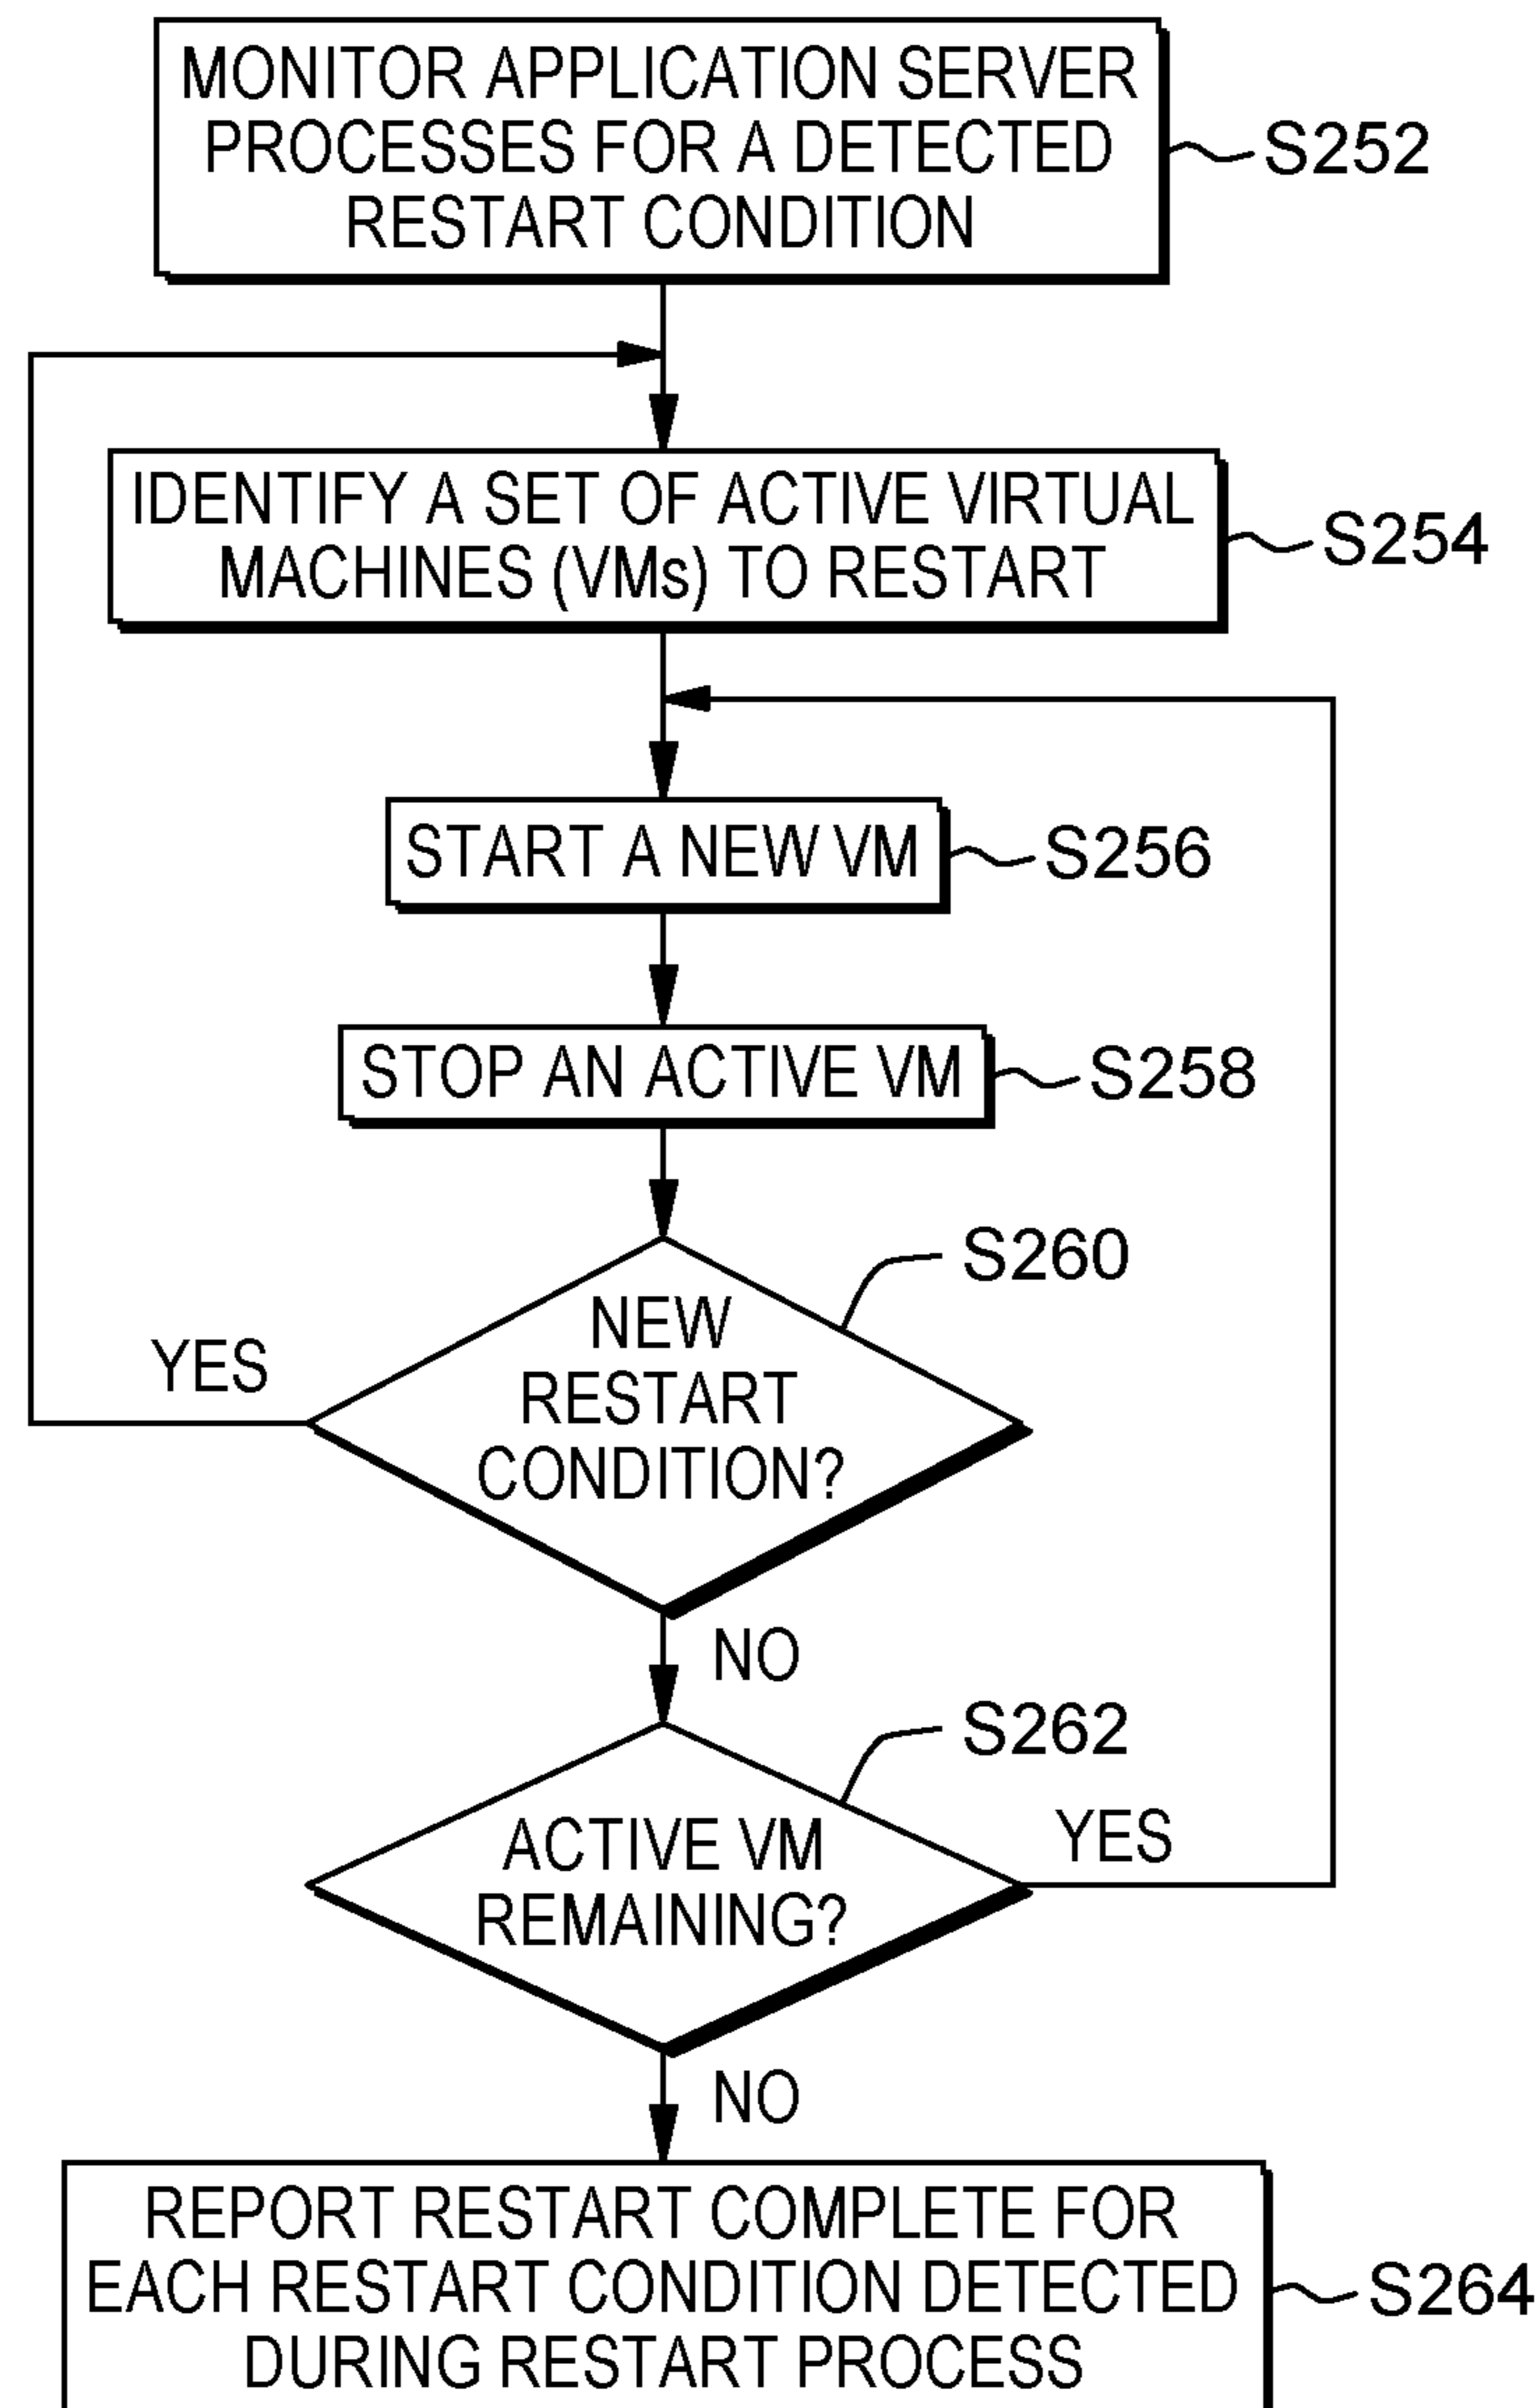 MONITOR APPLICATION SERVER
PROCESSES FOR A DETECTED
RESTART CONDITION
S252
IDENTIFY A SET OF ACTIVE VIRTUAL
MACHINES (VMs) TO RESTART
S254
START A NEW VM
S256
STOP AN ACTIVE VM
S258
S260
NEW
RESTART
CONDITION?
YES
NO
S262
ACTIVE VM
REMAINING?
YES
NO
REPORT RESTART COMPLETE FOR
EACH RESTART CONDITION DETECTED
DURING RESTART PROCESS
S264